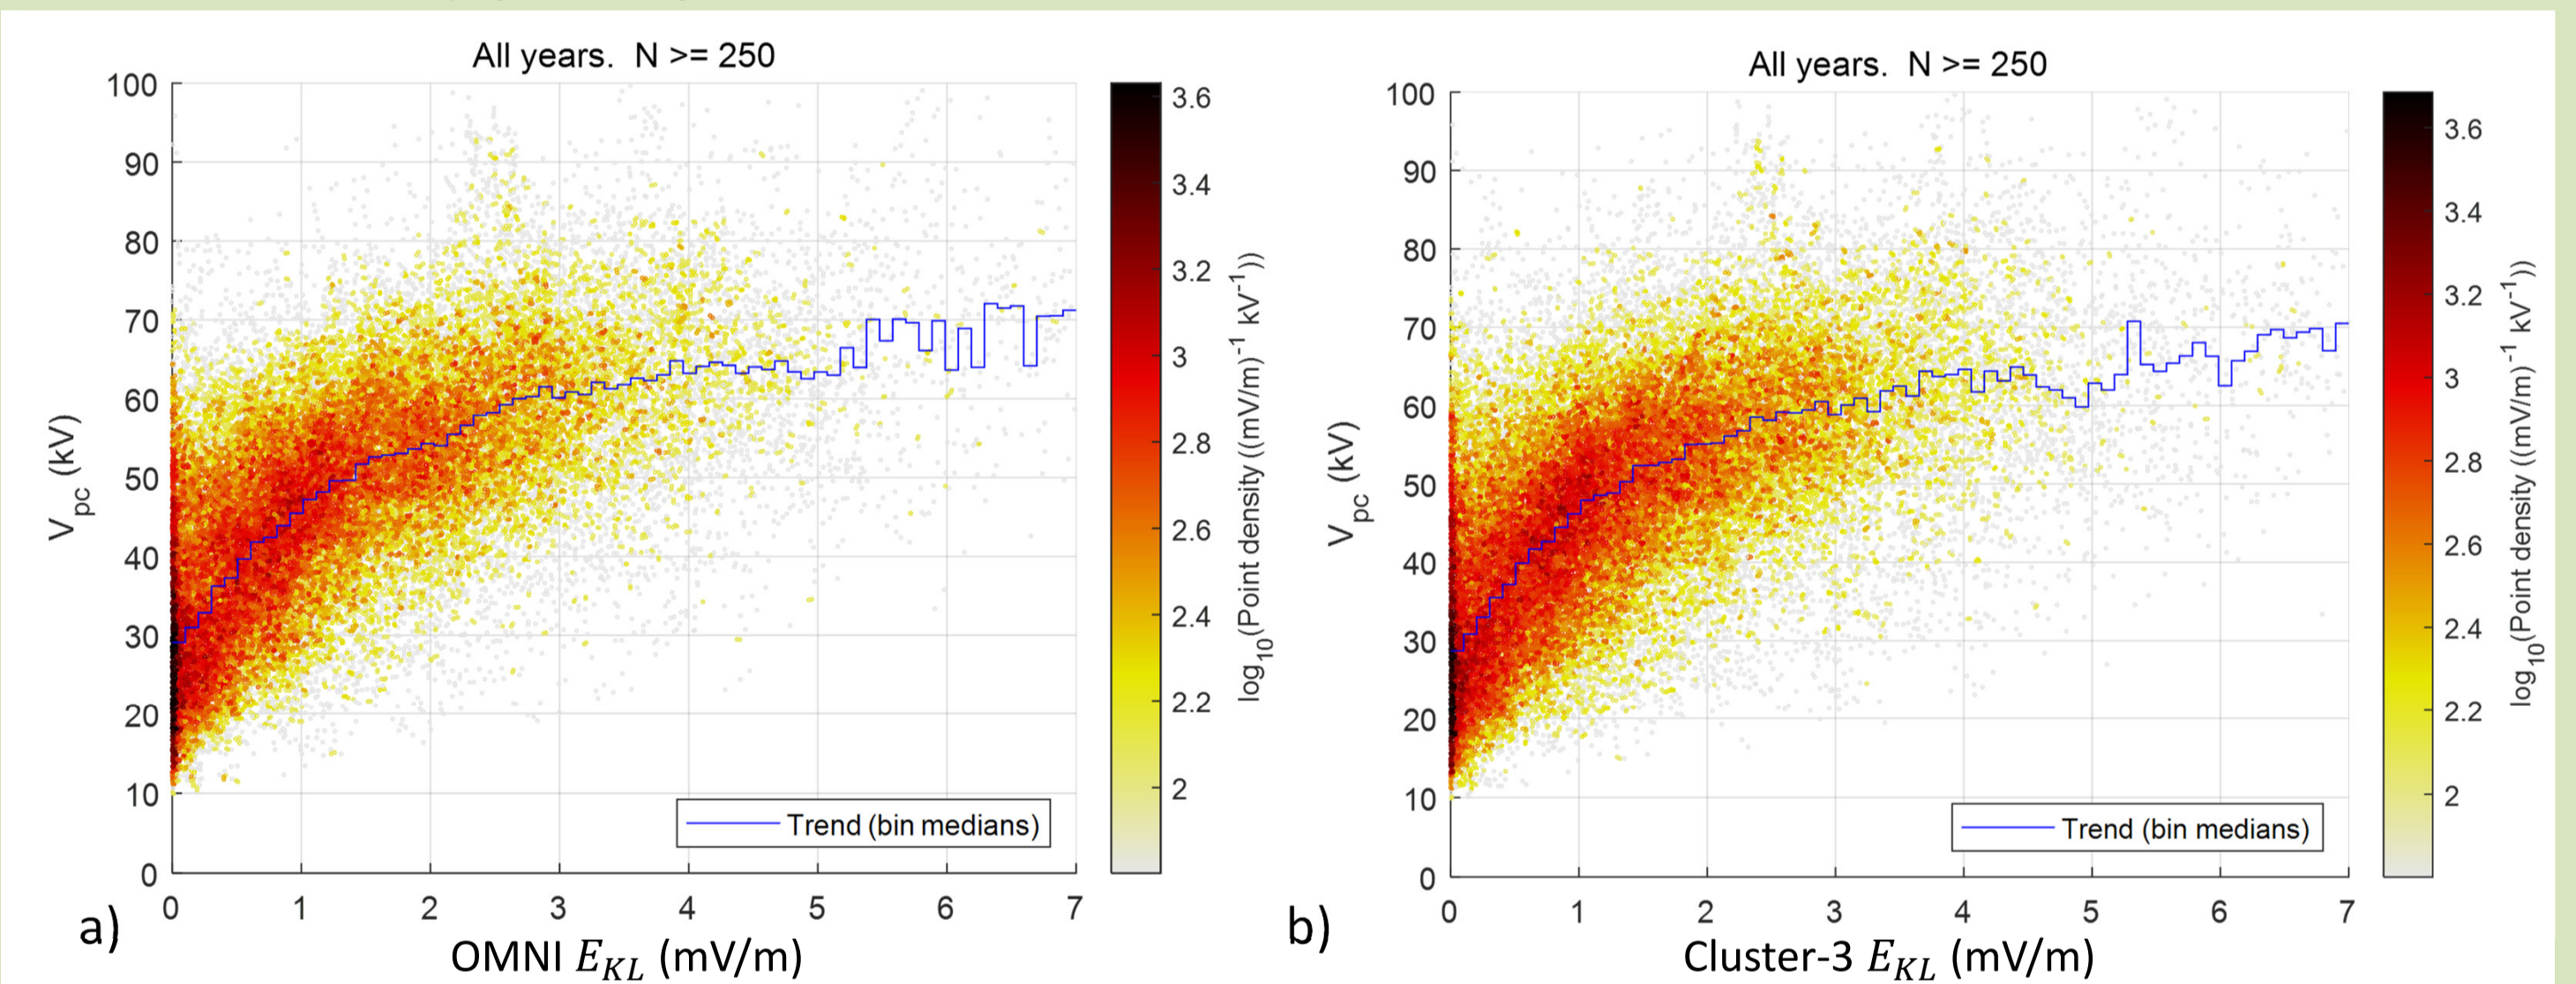 All years.  N >= 250
100
90
80
70
60
50
40
30
20
10
0
V_pc (kV)
0 1 2 3 4 5 6 7
Trend (bin medians)
a)
OMNI E_KL (mV/m)
3.6
3.4
3.2
3
2.8
2.6
2.4
2.2
2
log10(Point density ((mV/m)^-1 kV^-1))
All years.  N >= 250
100
90
80
70
60
50
40
30
20
10
0
V_pc (kV)
0 1 2 3 4 5 6 7
Trend (bin medians)
b)
Cluster-3 E_KL (mV/m)
3.6
3.4
3.2
3
2.8
2.6
2.4
2.2
2
log10(Point density ((mV/m)^-1 kV^-1))